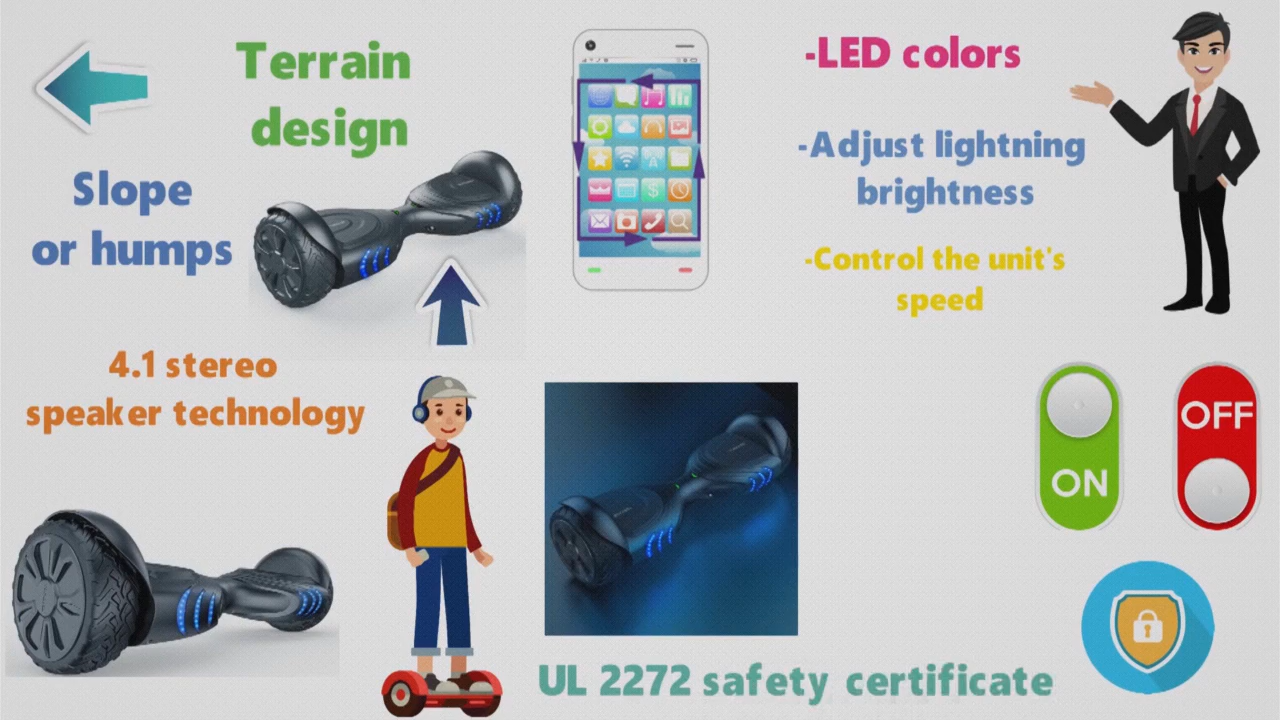 Terrain
design
Slope
or humps
4.1 stereo
speaker technology
-LED colors
-Adjust lightning
brightness
-Control the unit's
speed
ON
OFF
UL 2272 safety certificate